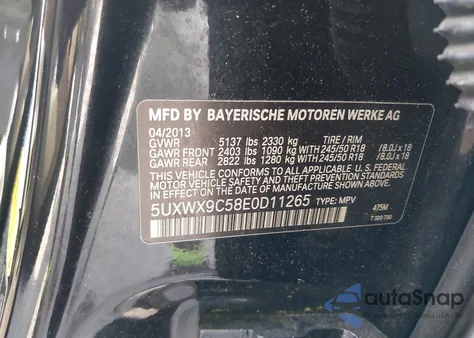 MFD BY BAYERISCHE MOTOREN WERKE AG
04/2013
GVWR 5137 lbs 2330 kg TIRE / RIM
GAWR FRONT 2403 lbs 1090 kg WITH 245/50 R18 /8.0J x 18
GAWR REAR 2822 lbs 1280 kg WITH 245/50 R18 /8.0J x 18
THIS VEHICLE CONFORMS TO ALL APPLICABLE U.S. FEDERAL
MOTOR VEHICLE SAFETY STANDARDS
IN EFFECT ON THE DATE OF MANUFACTURE SHOWN ABOVE.
5UXWX9C58E0D11265 TYPE: MPV 475M
autoSnap